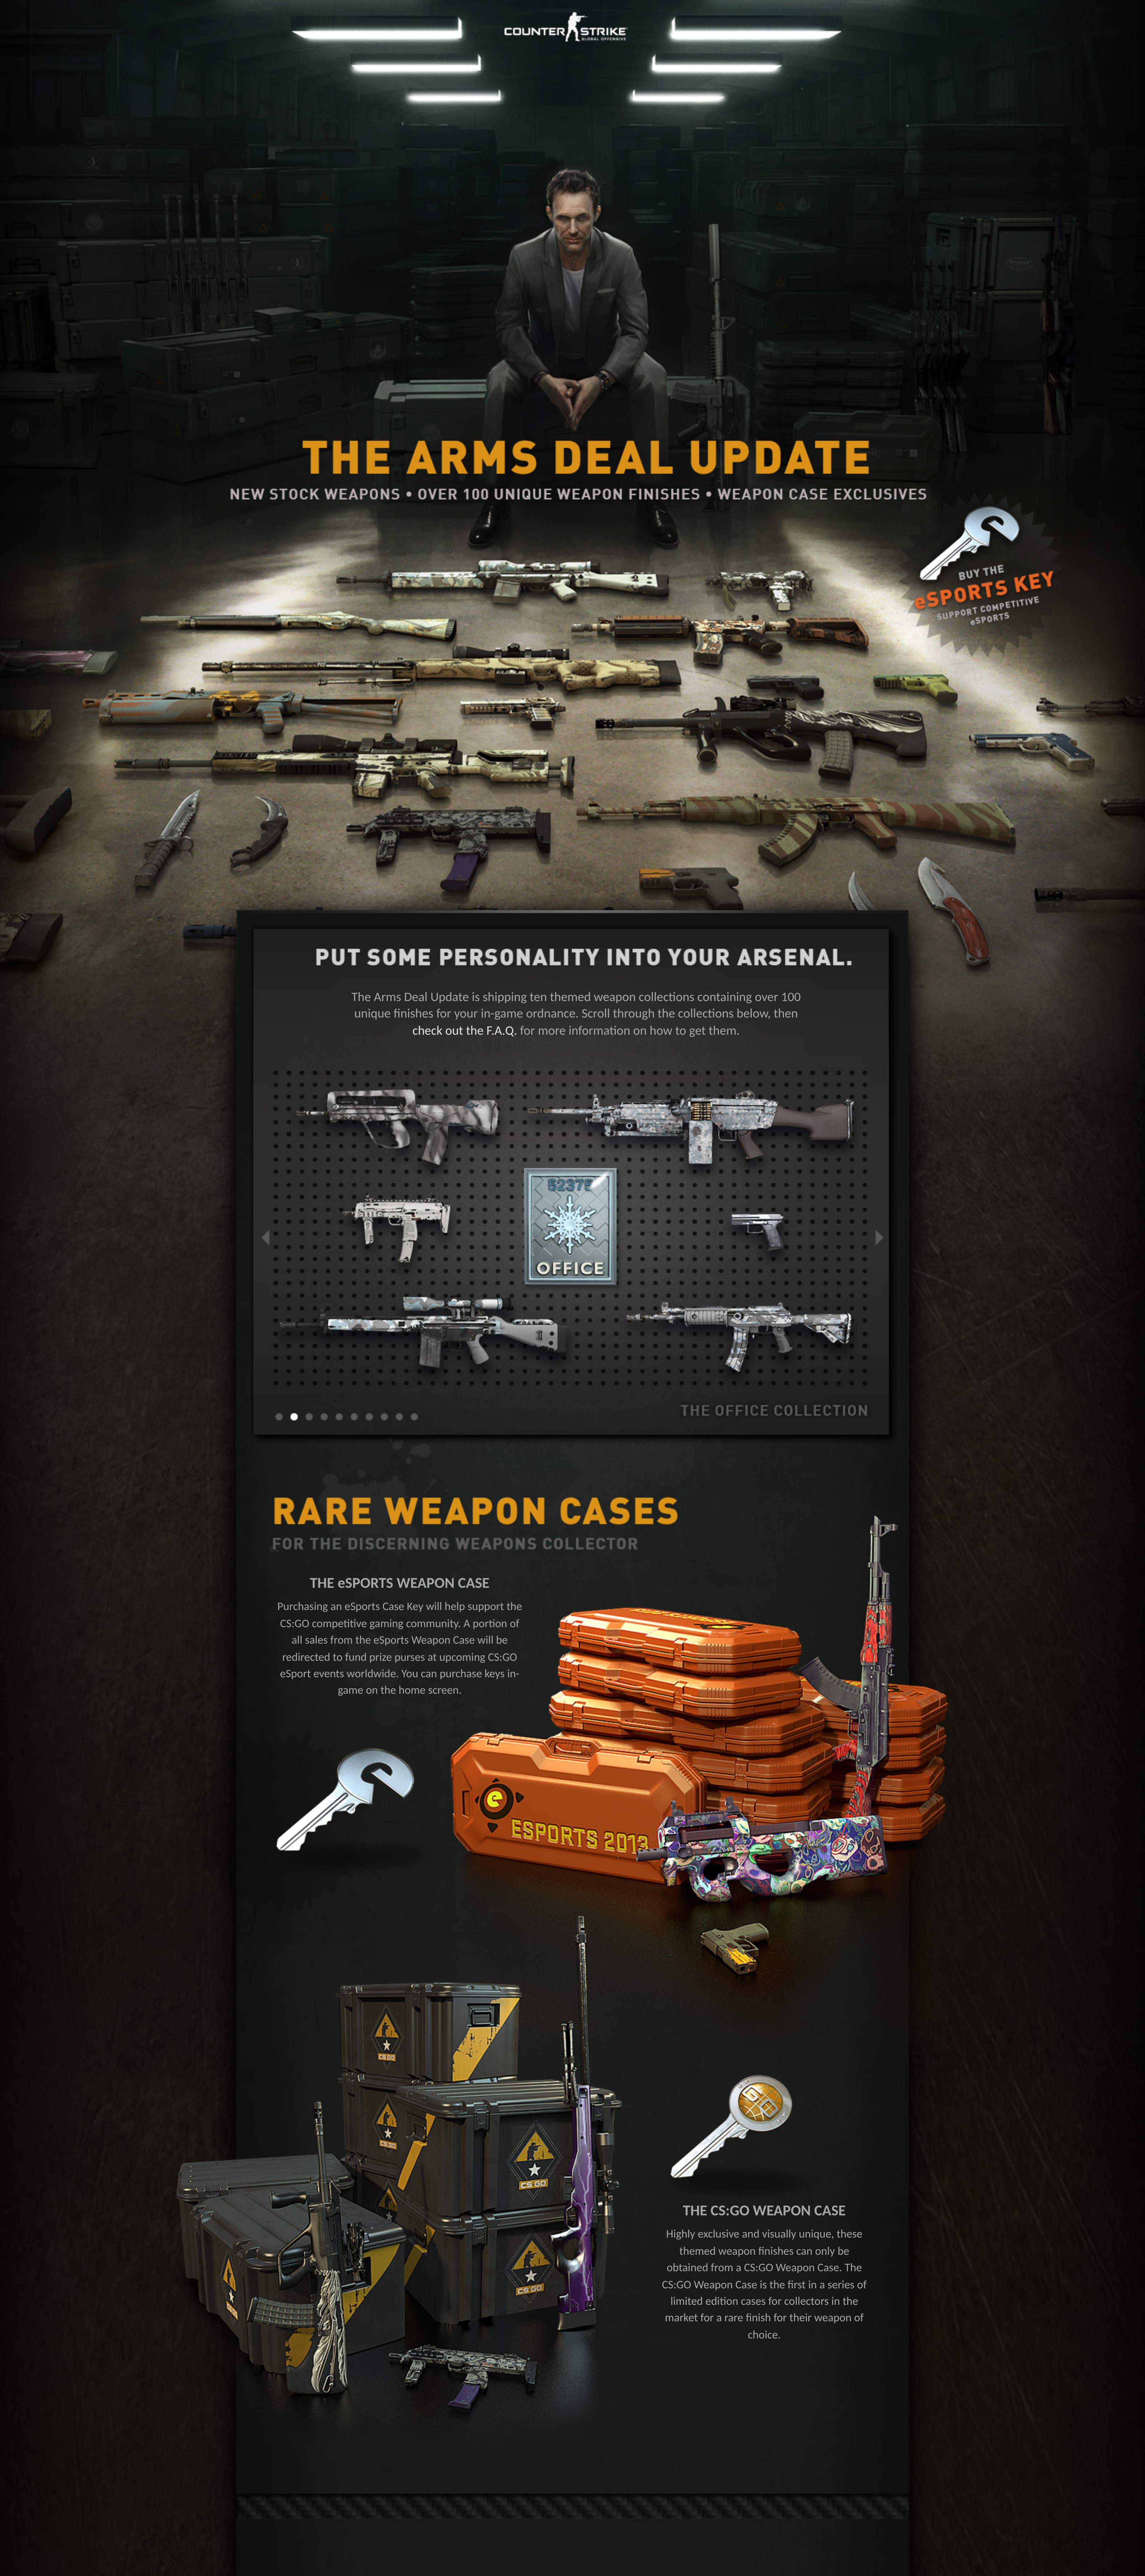 COUNTER STRIKE
GLOBAL OFFENSIVE
THE ARMS DEAL UPDATE
NEW STOCK WEAPONS • OVER 100 UNIQUE WEAPON FINISHES • WEAPON CASE EXCLUSIVES
BUY THE
eSPORTS KEY
SUPPORT COMPETITIVE
eSPORTS
PUT SOME PERSONALITY INTO YOUR ARSENAL.
The Arms Deal Update is shipping ten themed weapon collections containing over 100
unique finishes for your in-game ordnance. Scroll through the collections below, then
check out the F.A.Q. for more information on how to get them.
52375
OFFICE
THE OFFICE COLLECTION
RARE WEAPON CASES
FOR THE DISCERNING WEAPONS COLLECTOR
THE eSPORTS WEAPON CASE
Purchasing an eSports Case Key will help support the
CS:GO competitive gaming community. A portion of
all sales from the eSports Weapon Case will be
redirected to fund prize purses at upcoming CS:GO
eSport events worldwide. You can purchase keys in-
game on the home screen.
e
ESPORTS 2013
CS:GO
CS:GO
CS:GO
CS:GO
THE CS:GO WEAPON CASE
Highly exclusive and visually unique, these
themed weapon finishes can only be
obtained from a CS:GO Weapon Case. The
CS:GO Weapon Case is the first in a series of
limited edition cases for collectors in the
market for a rare finish for their weapon of
choice.